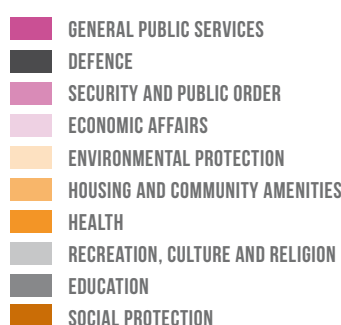 GENERAL PUBLIC SERVICES
DEFENCE
SECURITY AND PUBLIC ORDER
ECONOMIC AFFAIRS
ENVIRONMENTAL PROTECTION
HOUSING AND COMMUNITY AMENITIES
HEALTH
RECREATION, CULTURE AND RELIGION
EDUCATION
SOCIAL PROTECTION